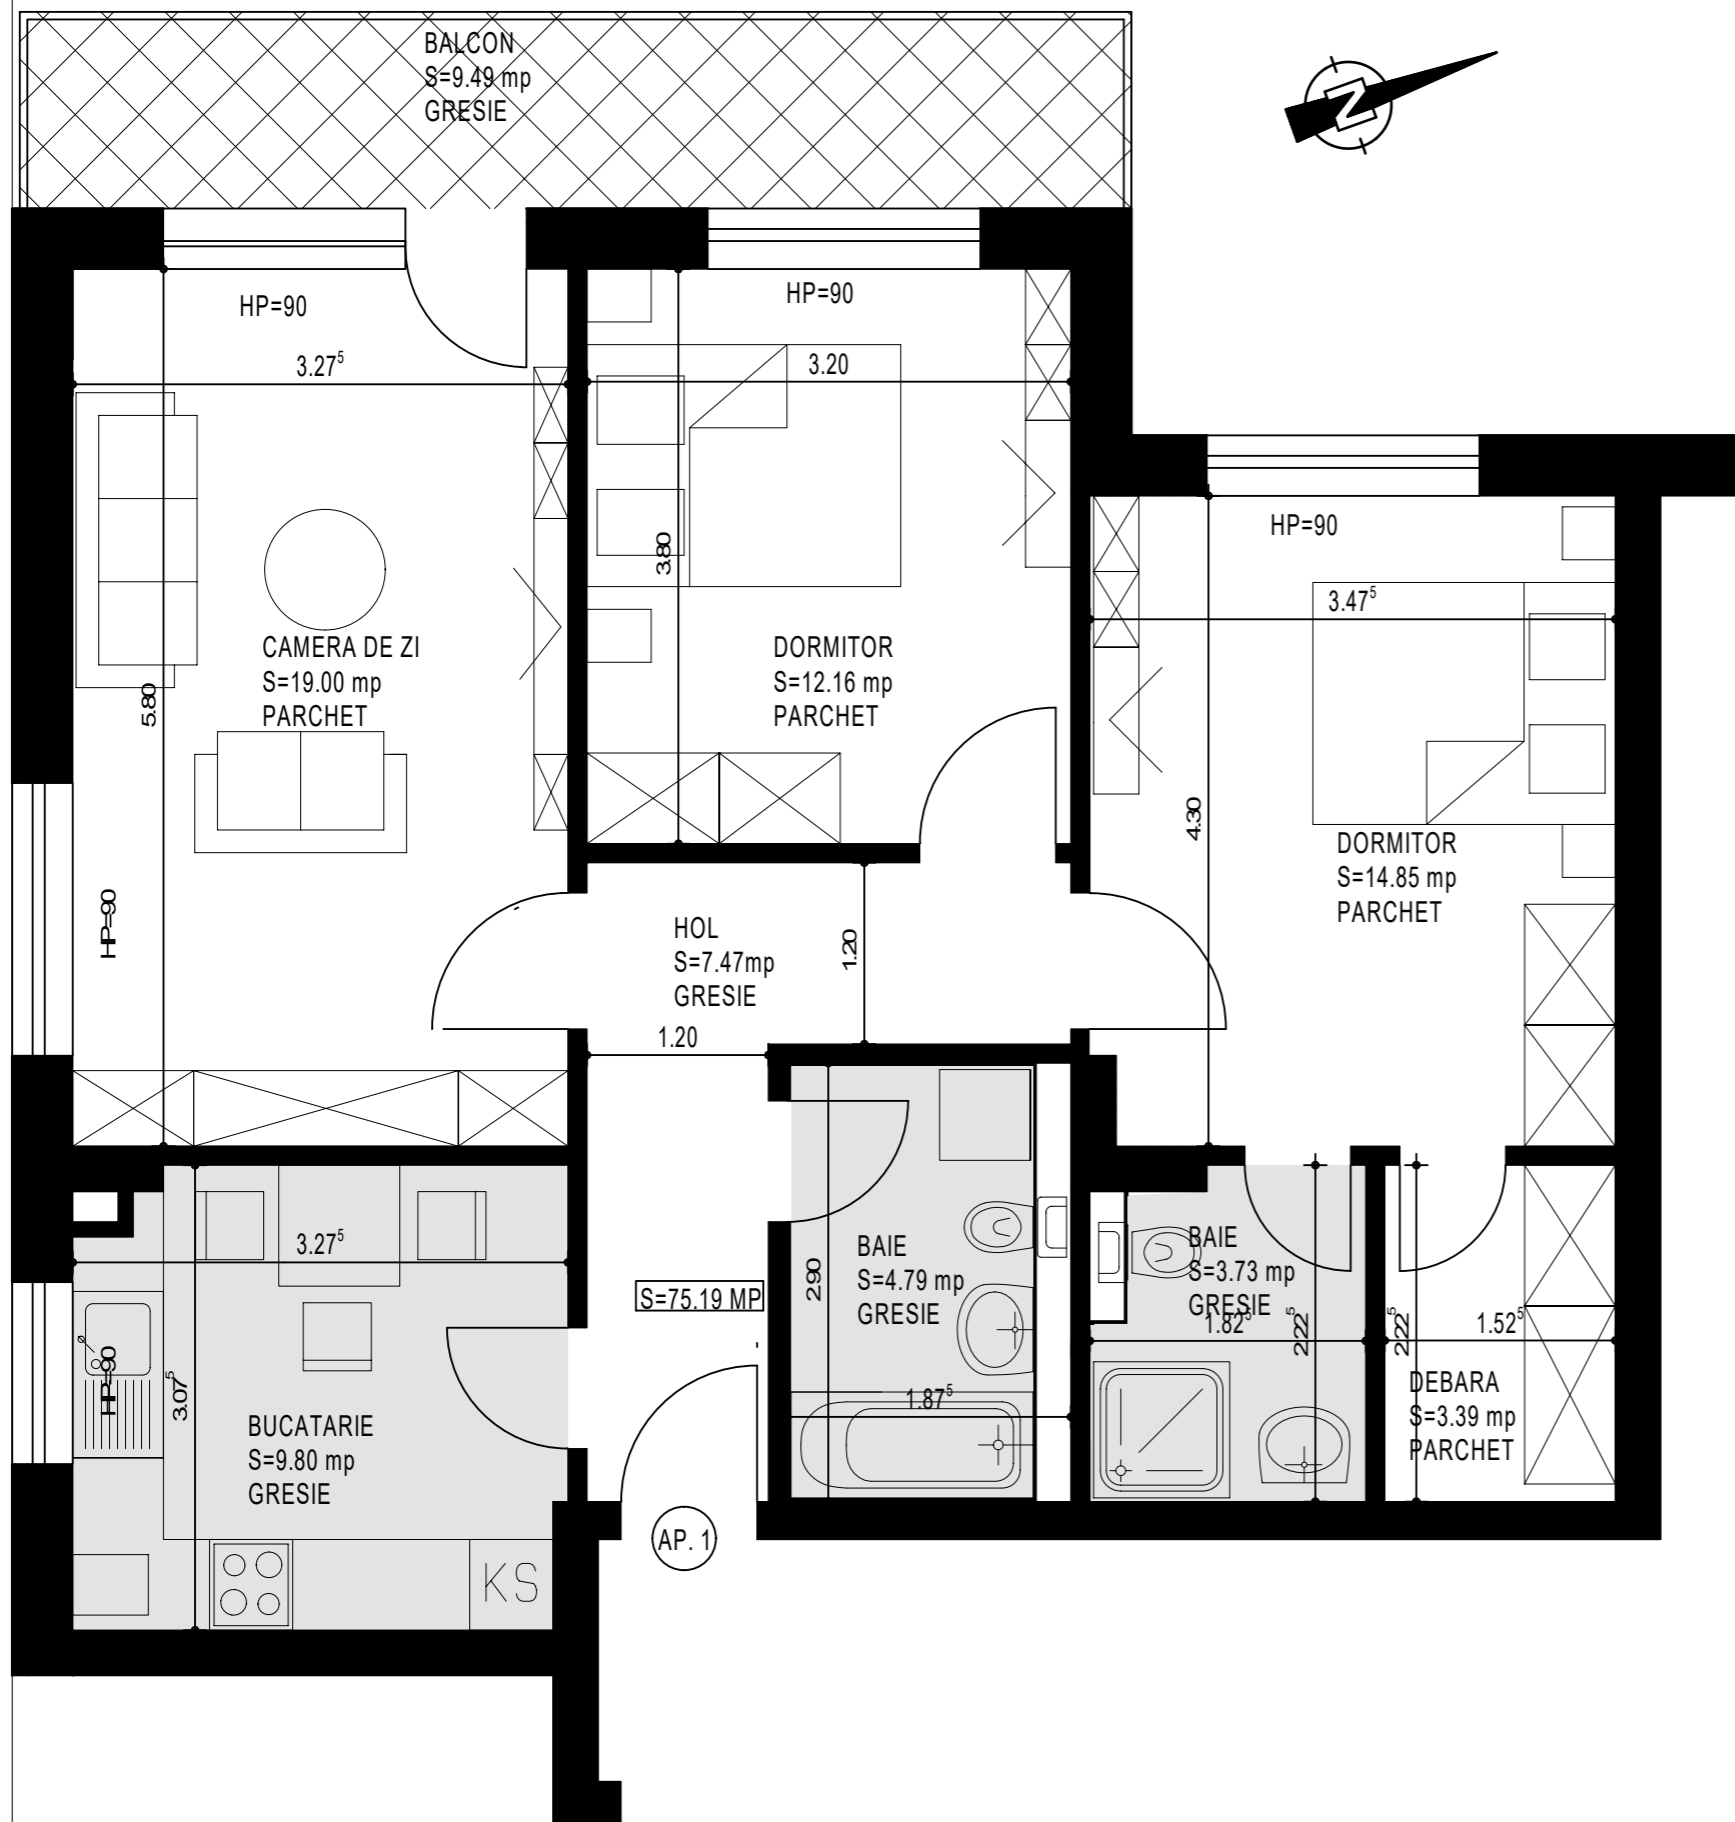 BALCON
S=9.49 mp
GRESIE
N
HP=90
3.27⁵
HP=90
3.20
HP=90
3.47⁵
3.80
CAMERA DE ZI
S=19.00 mp
PARCHET
5.80
DORMITOR
S=12.16 mp
PARCHET
4.30
DORMITOR
S=14.85 mp
PARCHET
HP=90
HOL
S=7.47mp
GRESIE
1.20
1.20
3.27⁵
S=75.19 MP
BAIE
S=4.79 mp
GRESIE
2.90
1.87⁵
BAIE
S=3.73 mp
GRESIE
1.82⁵
2.22⁵
2.22⁵
1.52⁵
DEBARA
S=3.39 mp
PARCHET
HP=90
3.07⁵
BUCATARIE
S=9.80 mp
GRESIE
KS
AP. 1